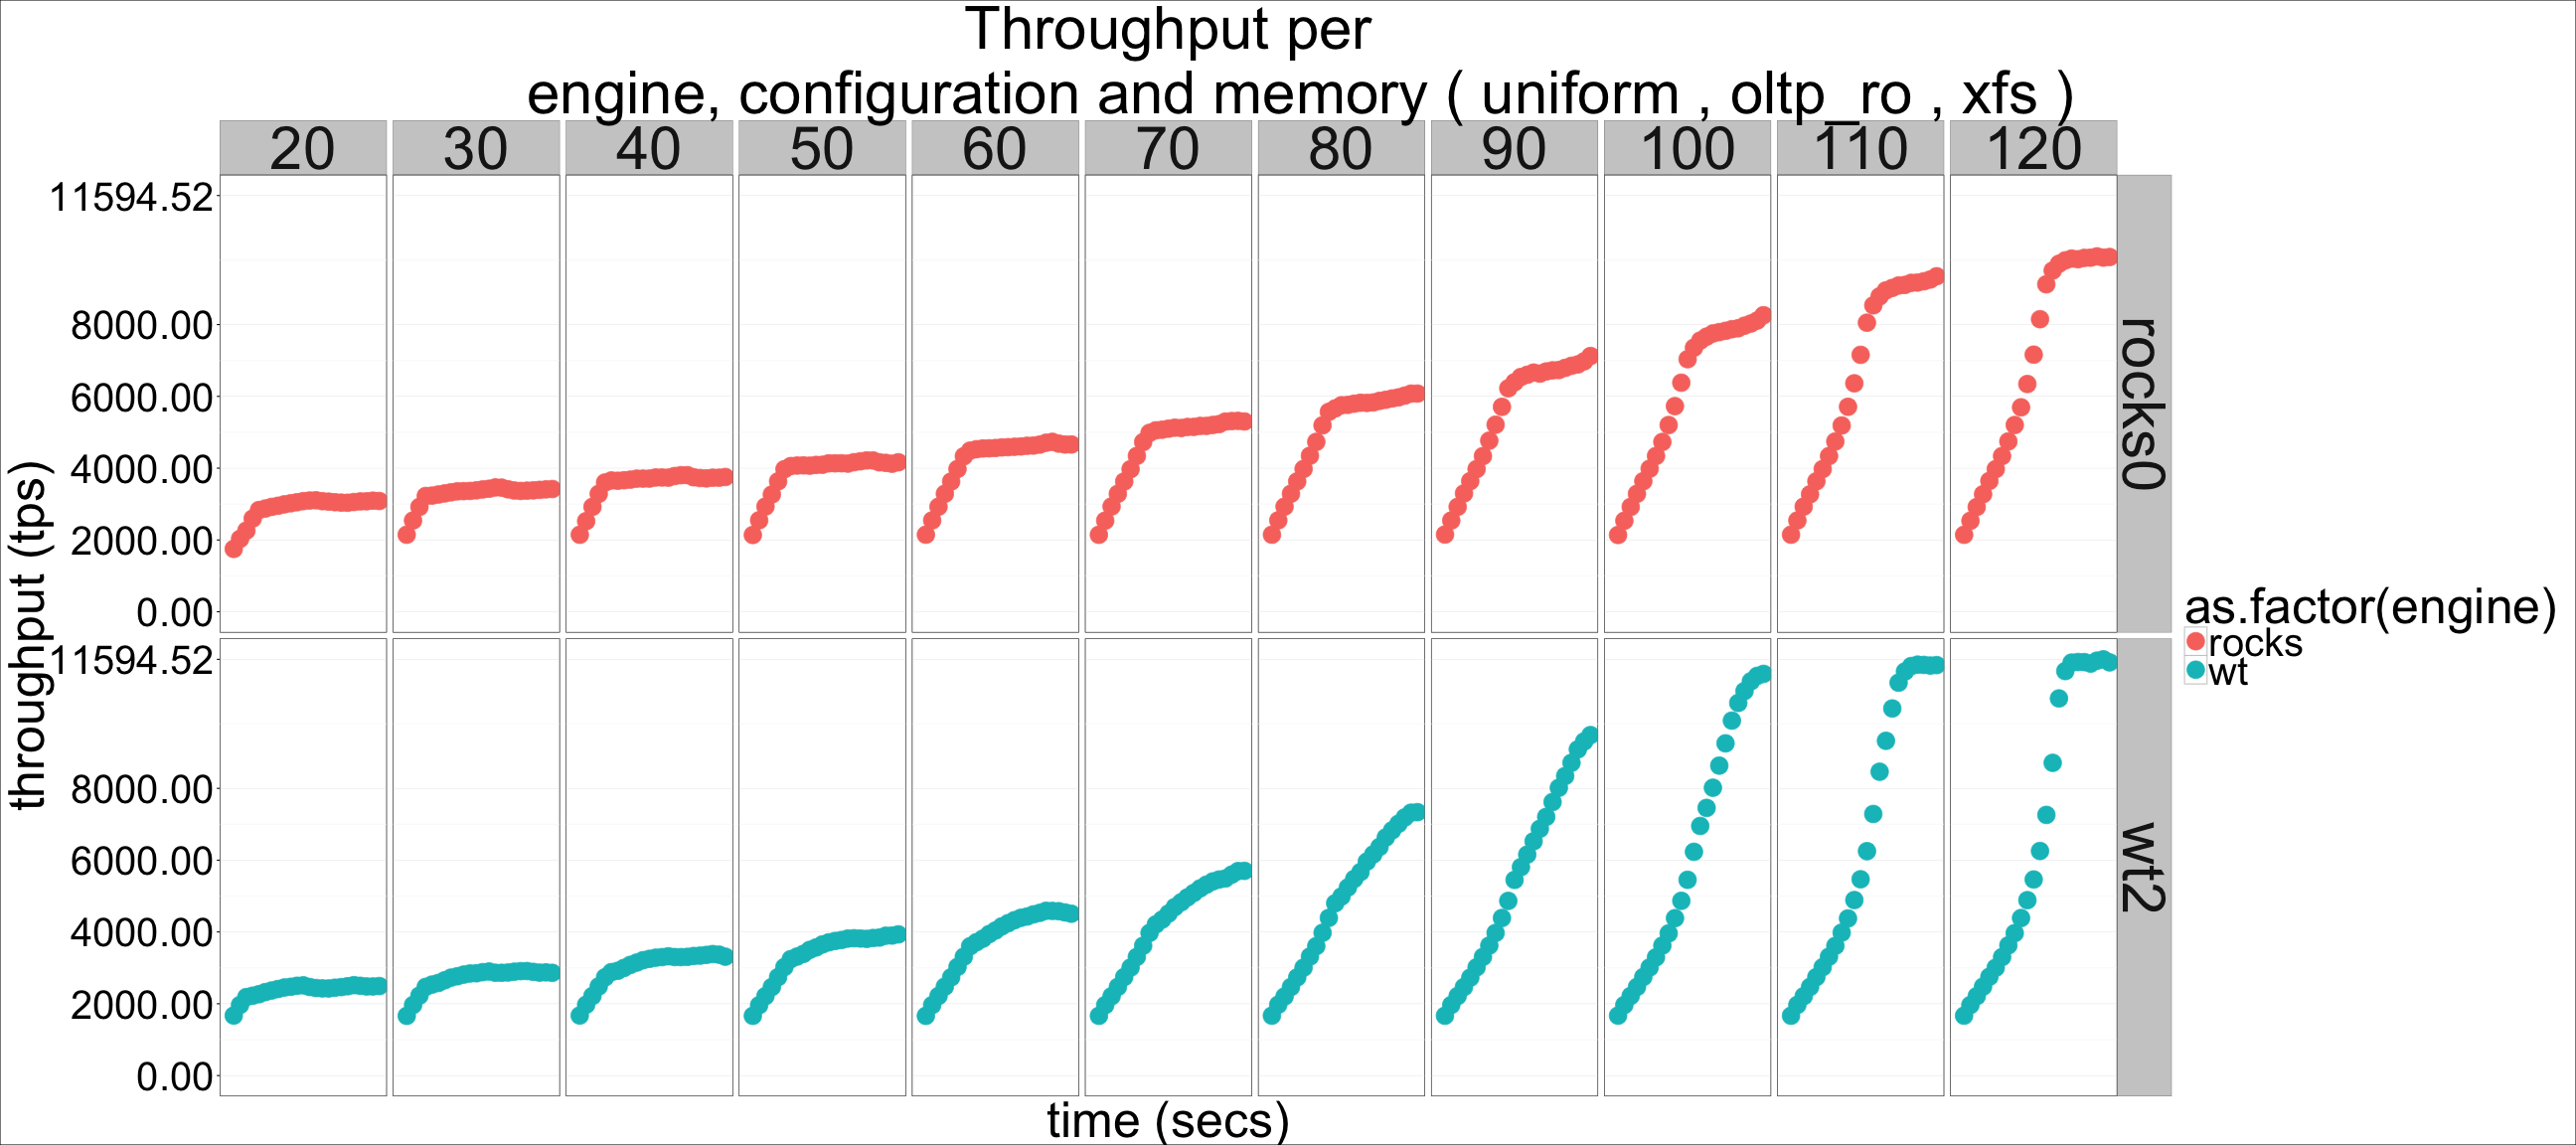 Throughput per
engine, configuration and memory ( uniform , oltp_ro , xfs )
20 30 40 50 60 70 80 90 100 110 120
throughput (tps)
11594.52
8000.00
6000.00
4000.00
2000.00
0.00
rocks0
11594.52
8000.00
6000.00
4000.00
2000.00
0.00
wt2
time (secs)
as.factor(engine)
rocks
wt